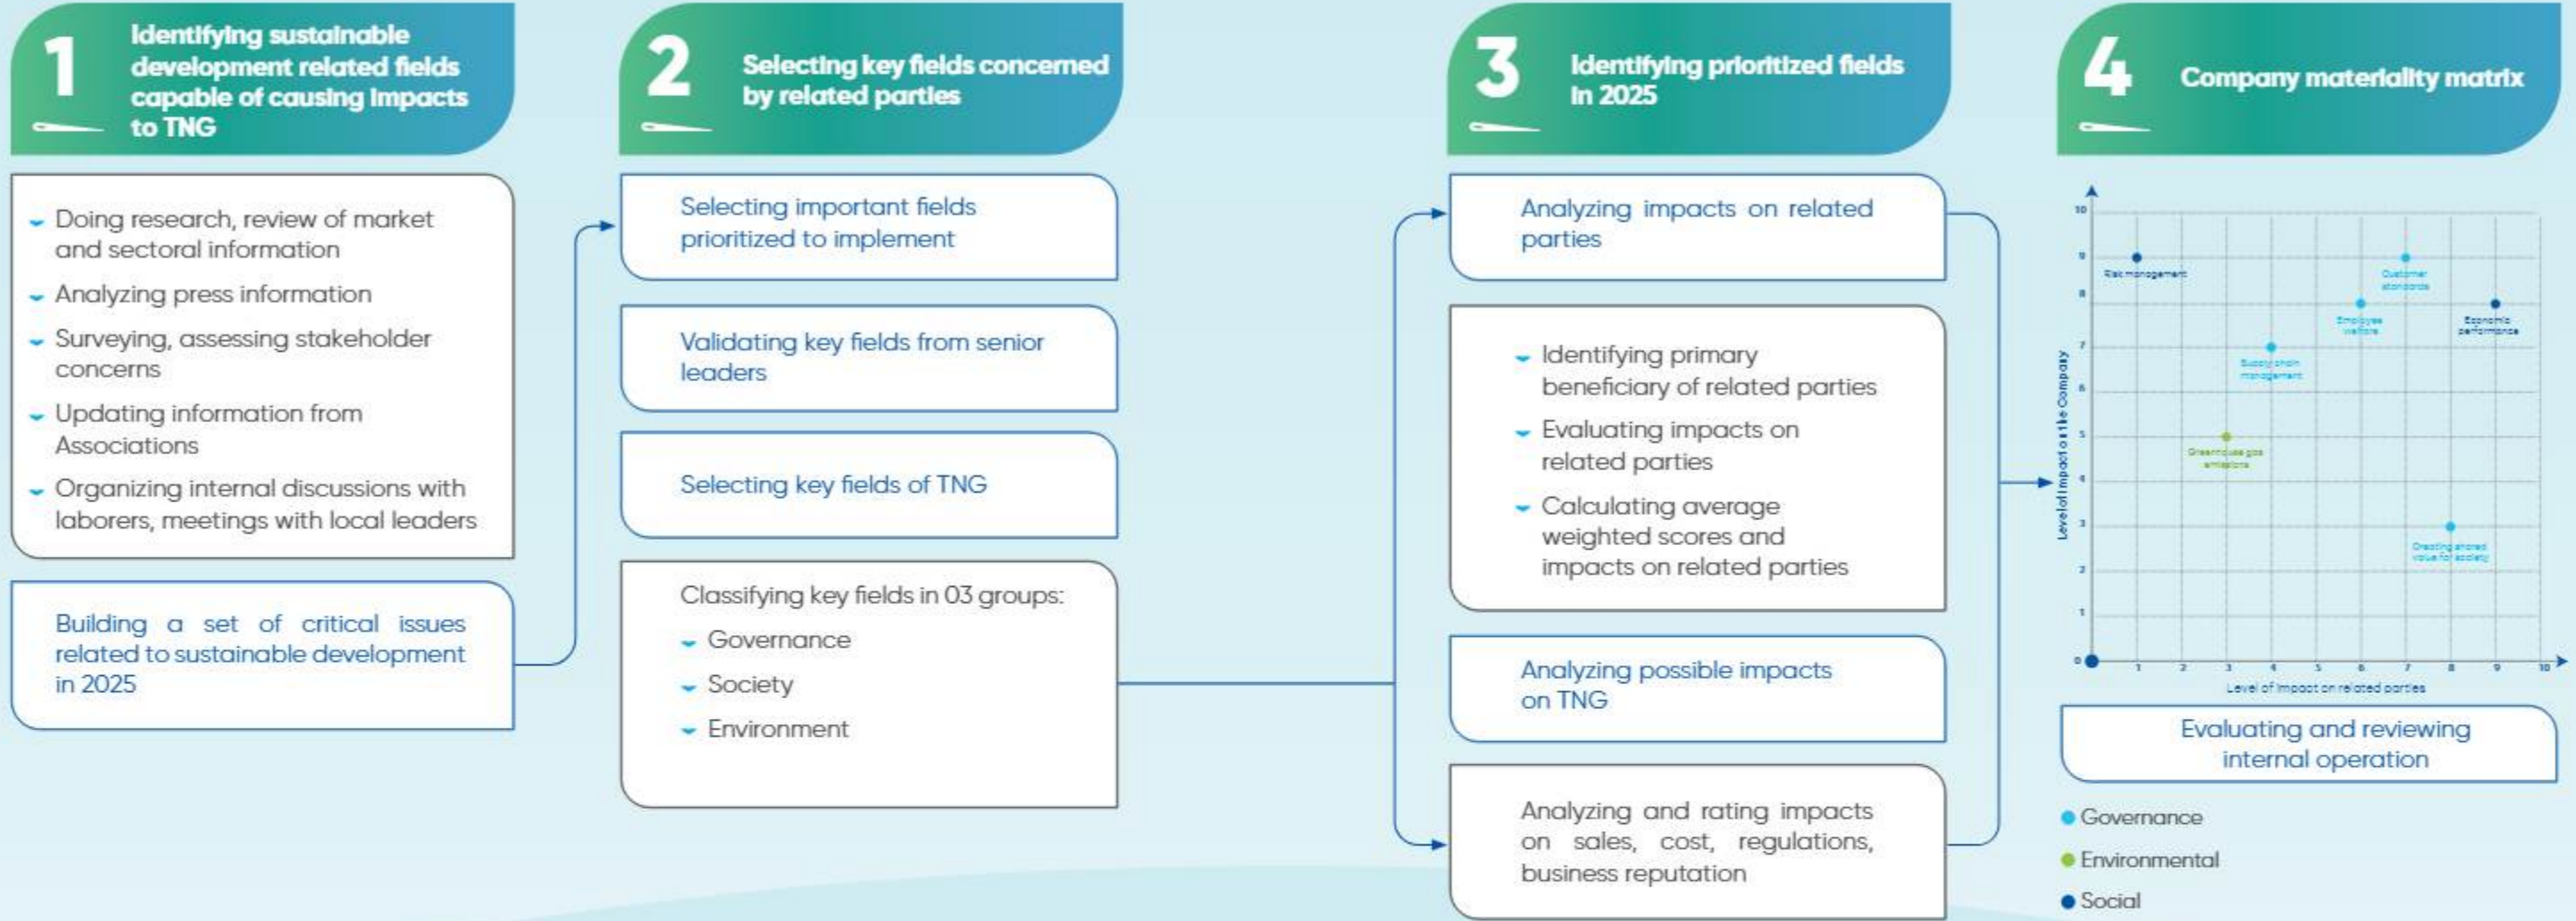 1
Identifying sustainable
development related fields
capable of causing impacts
to TNG
Doing research, review of market
and sectoral information
Analyzing press information
Surveying, assessing stakeholder
concerns
Updating information from
Associations
Organizing internal discussions with
laborers, meetings with local leaders
Building a set of critical issues
related to sustainable development
in 2025
2
Selecting key fields concerned
by related parties
Selecting important fields
prioritized to implement
Validating key fields from senior
leaders
Selecting key fields of TNG
Classifying key fields in 03 groups:
Governance
Society
Environment
3
Identifying prioritized fields
in 2025
Analyzing impacts on related
parties
Identifying primary
beneficiary of related parties
Evaluating impacts on
related parties
Calculating average
weighted scores and
impacts on related parties
Analyzing possible impacts
on TNG
Analyzing and rating impacts
on sales, cost, regulations,
business reputation
4
Company materiality matrix
Level of Impact on the Company
10
9
8
7
6
5
4
3
2
1
0
Risk management
Customer
standards
Employee
welfare
Economic
performance
Supply chain
management
Greenhouse gas
emissions
Creating shared
value for society
1 2 3 4 5 6 7 8 9 10
Level of Impact on related parties
Evaluating and reviewing
internal operation
Governance
Environmental
Social